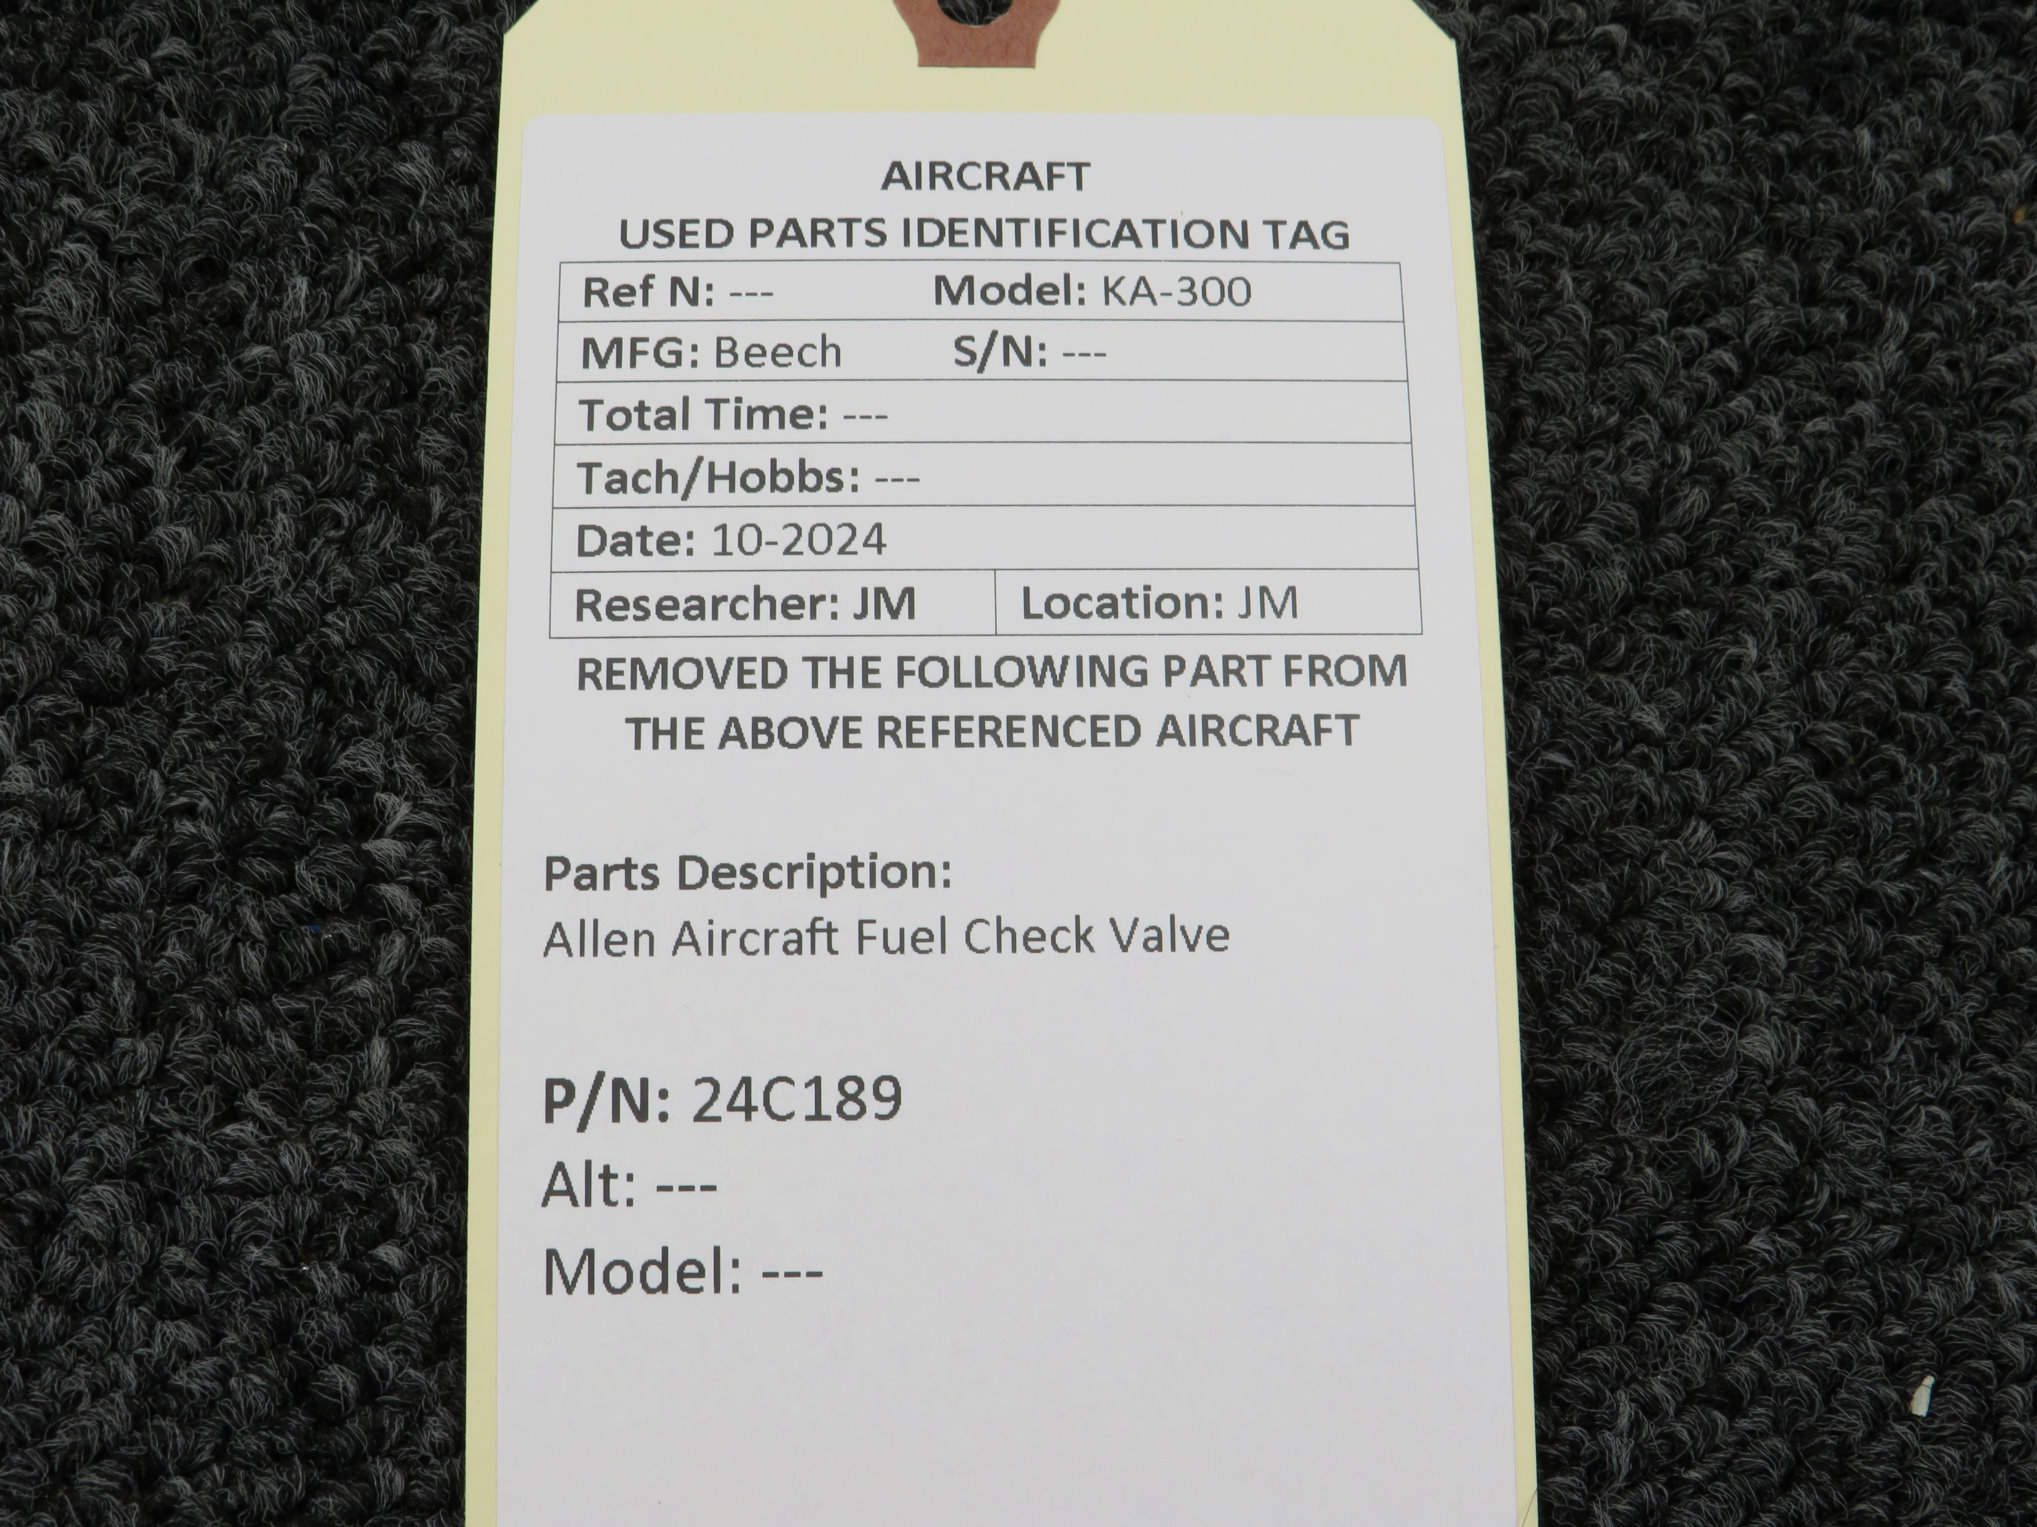 AIRCRAFT
USED PARTS IDENTIFICATION TAG
Ref N: --- Model: KA-300
MFG: Beech S/N: ---
Total Time: ---
Tach/Hobbs: ---
Date: 10-2024
Researcher: JM Location: JM
REMOVED THE FOLLOWING PART FROM
THE ABOVE REFERENCED AIRCRAFT
Parts Description:
Allen Aircraft Fuel Check Valve
P/N: 24C189
Alt: ---
Model: ---